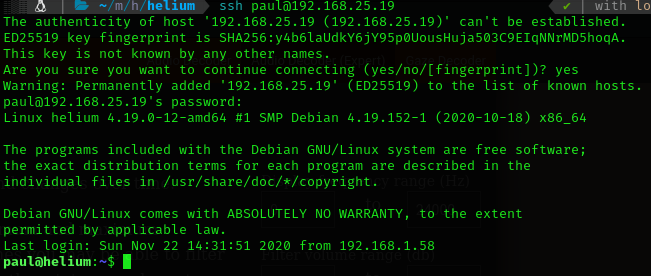 ~/m/h/helium ssh paul@192.168.25.19 ✔ with lo
The authenticity of host '192.168.25.19 (192.168.25.19)' can't be established.
ED25519 key fingerprint is SHA256:y4b6laUdkY6jY95p0UousHuja503C9EIqNNrMD5hoqA.
This key is not known by any other names.
Are you sure you want to continue connecting (yes/no/[fingerprint])? yes
Warning: Permanently added '192.168.25.19' (ED25519) to the list of known hosts.
paul@192.168.25.19's password:
Linux helium 4.19.0-12-amd64 #1 SMP Debian 4.19.152-1 (2020-10-18) x86_64

The programs included with the Debian GNU/Linux system are free software;
the exact distribution terms for each program are described in the
individual files in /usr/share/doc/*/copyright.

Debian GNU/Linux comes with ABSOLUTELY NO WARRANTY, to the extent
permitted by applicable law.
Last login: Sun Nov 22 14:31:51 2020 from 192.168.1.58
paul@helium:~$